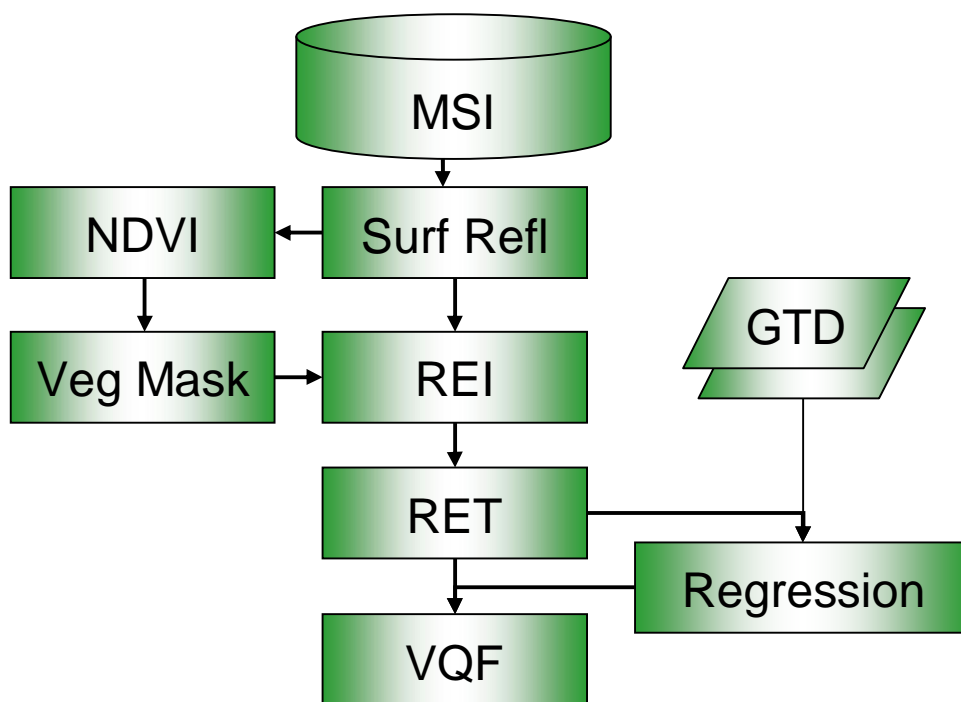 MSI
NDVI
Surf Refl
GTD
Veg Mask
REI
RET
Regression
VQF